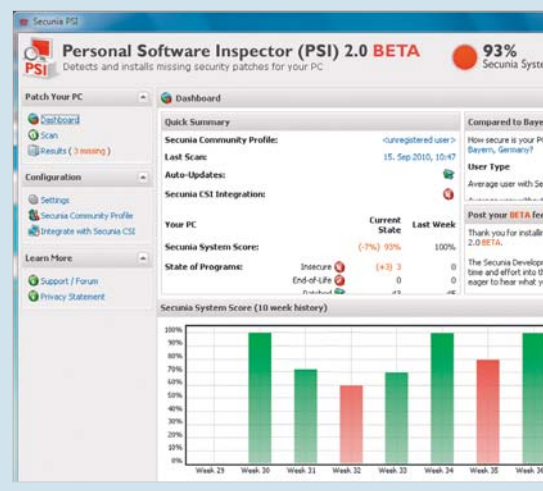 Secunia PSI
Personal Software Inspector (PSI) 2.0 BETA
Detects and installs missing security patches for your PC
PSI
93%
Secunia Syste
Patch Your PC
Dashboard
Scan
Results ( 3 missing )
Configuration
Settings
Secunia Community Profile
Integrate with Secunia CSI
Learn More
Support / Forum
Privacy Statement
Dashboard
Quick Summary
Secunia Community Profile: <unregistered user>
Last Scan: 15. Sep 2010, 10:47
Auto-Updates:
Secunia CSI Integration:
Your PC Current State Last Week
Secunia System Score: (-7%) 93% 100%
State of Programs: Insecure (+3) 3 0
End-of-Life 0 0
Patched 43 45
Compared to Baye
How secure is your PC
Bayern, Germany?
User Type
Average user with Se
Post your BETA fee
Thank you for installin
2.0 BETA.
The Secunia Develop
time and effort into th
eager to hear what y
Secunia System Score (10 week history)
100%
90%
80%
70%
60%
50%
40%
30%
20%
10%
0%
Week 29 Week 30 Week 31 Week 32 Week 33 Week 34 Week 35 Week 36